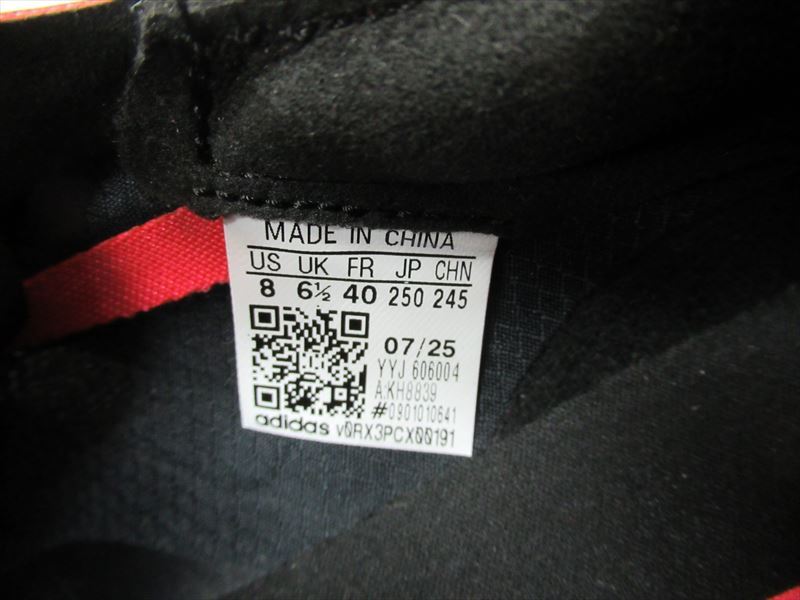 MADE IN CHINA
US UK FR JP CHN
8 6½ 40 250 245
07/25
YYJ 606004
A:KH8839
#0901010641
adidas v0RX3PCX00191